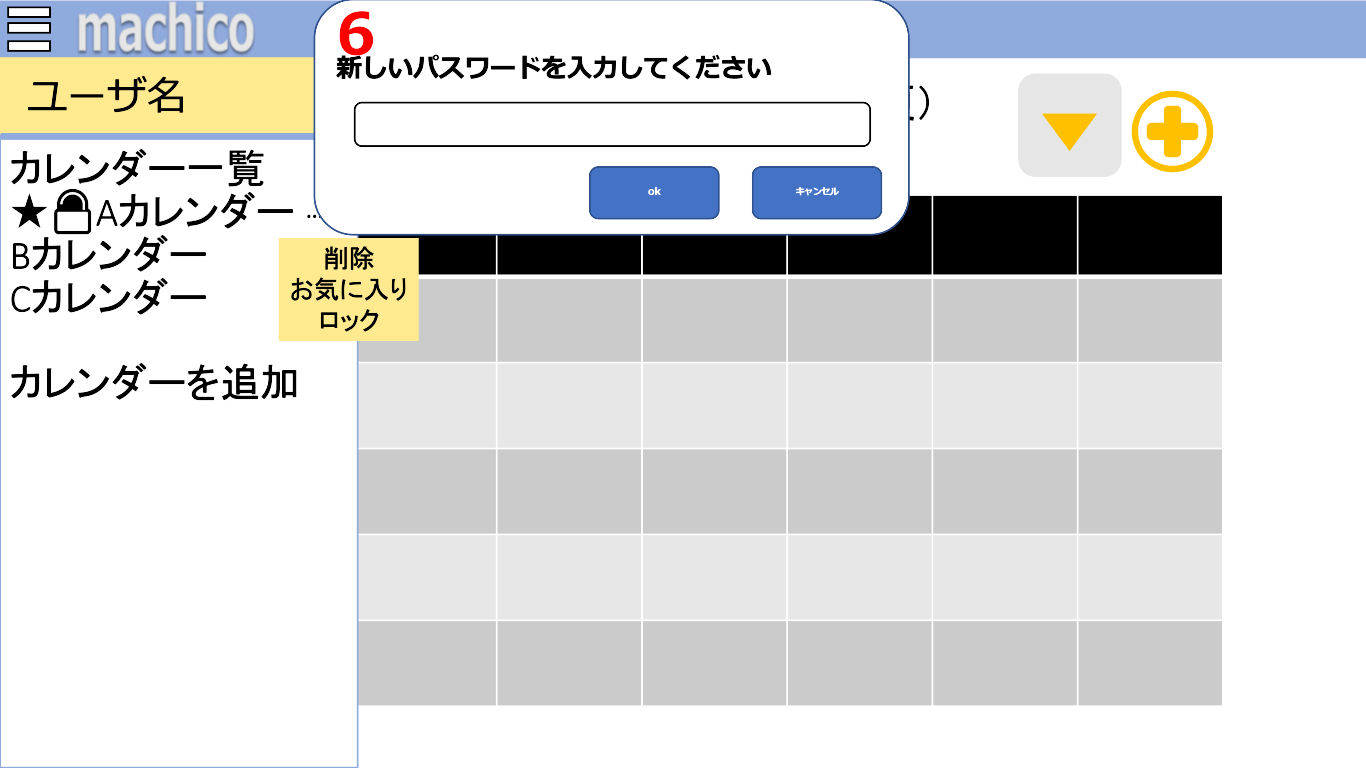 machico
6
新しいパスワードを入力してください
ok
キャンセル
ユーザ名
)
カレンダー一覧
★Aカレンダー …
Bカレンダー
Cカレンダー
カレンダーを追加
削除
お気に入り
ロック